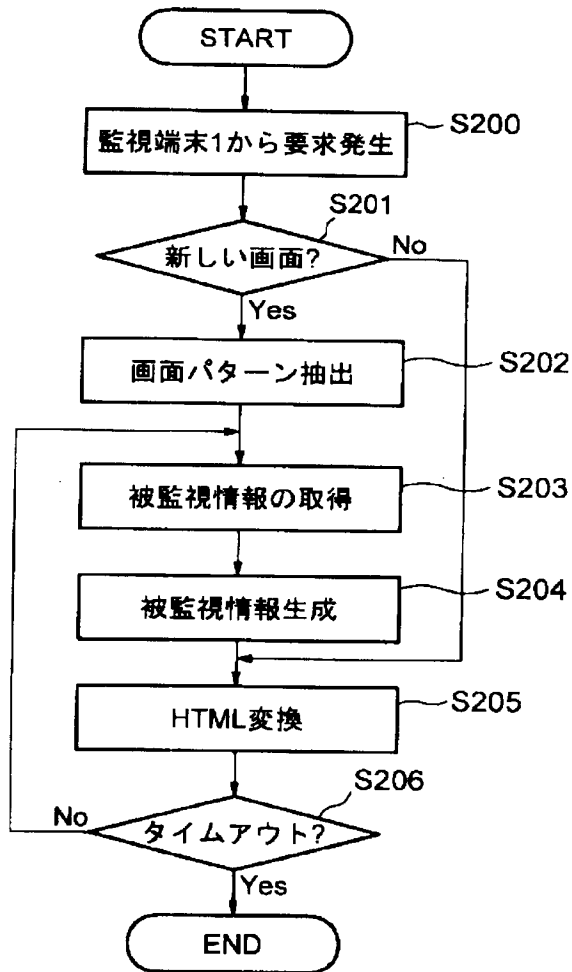 START
監視端末1から要求発生
S200
S201
新しい画面?
No
Yes
画面パターン抽出
S202
被監視情報の取得
S203
被監視情報生成
S204
HTML変換
S205
S206
タイムアウト?
No
Yes
END